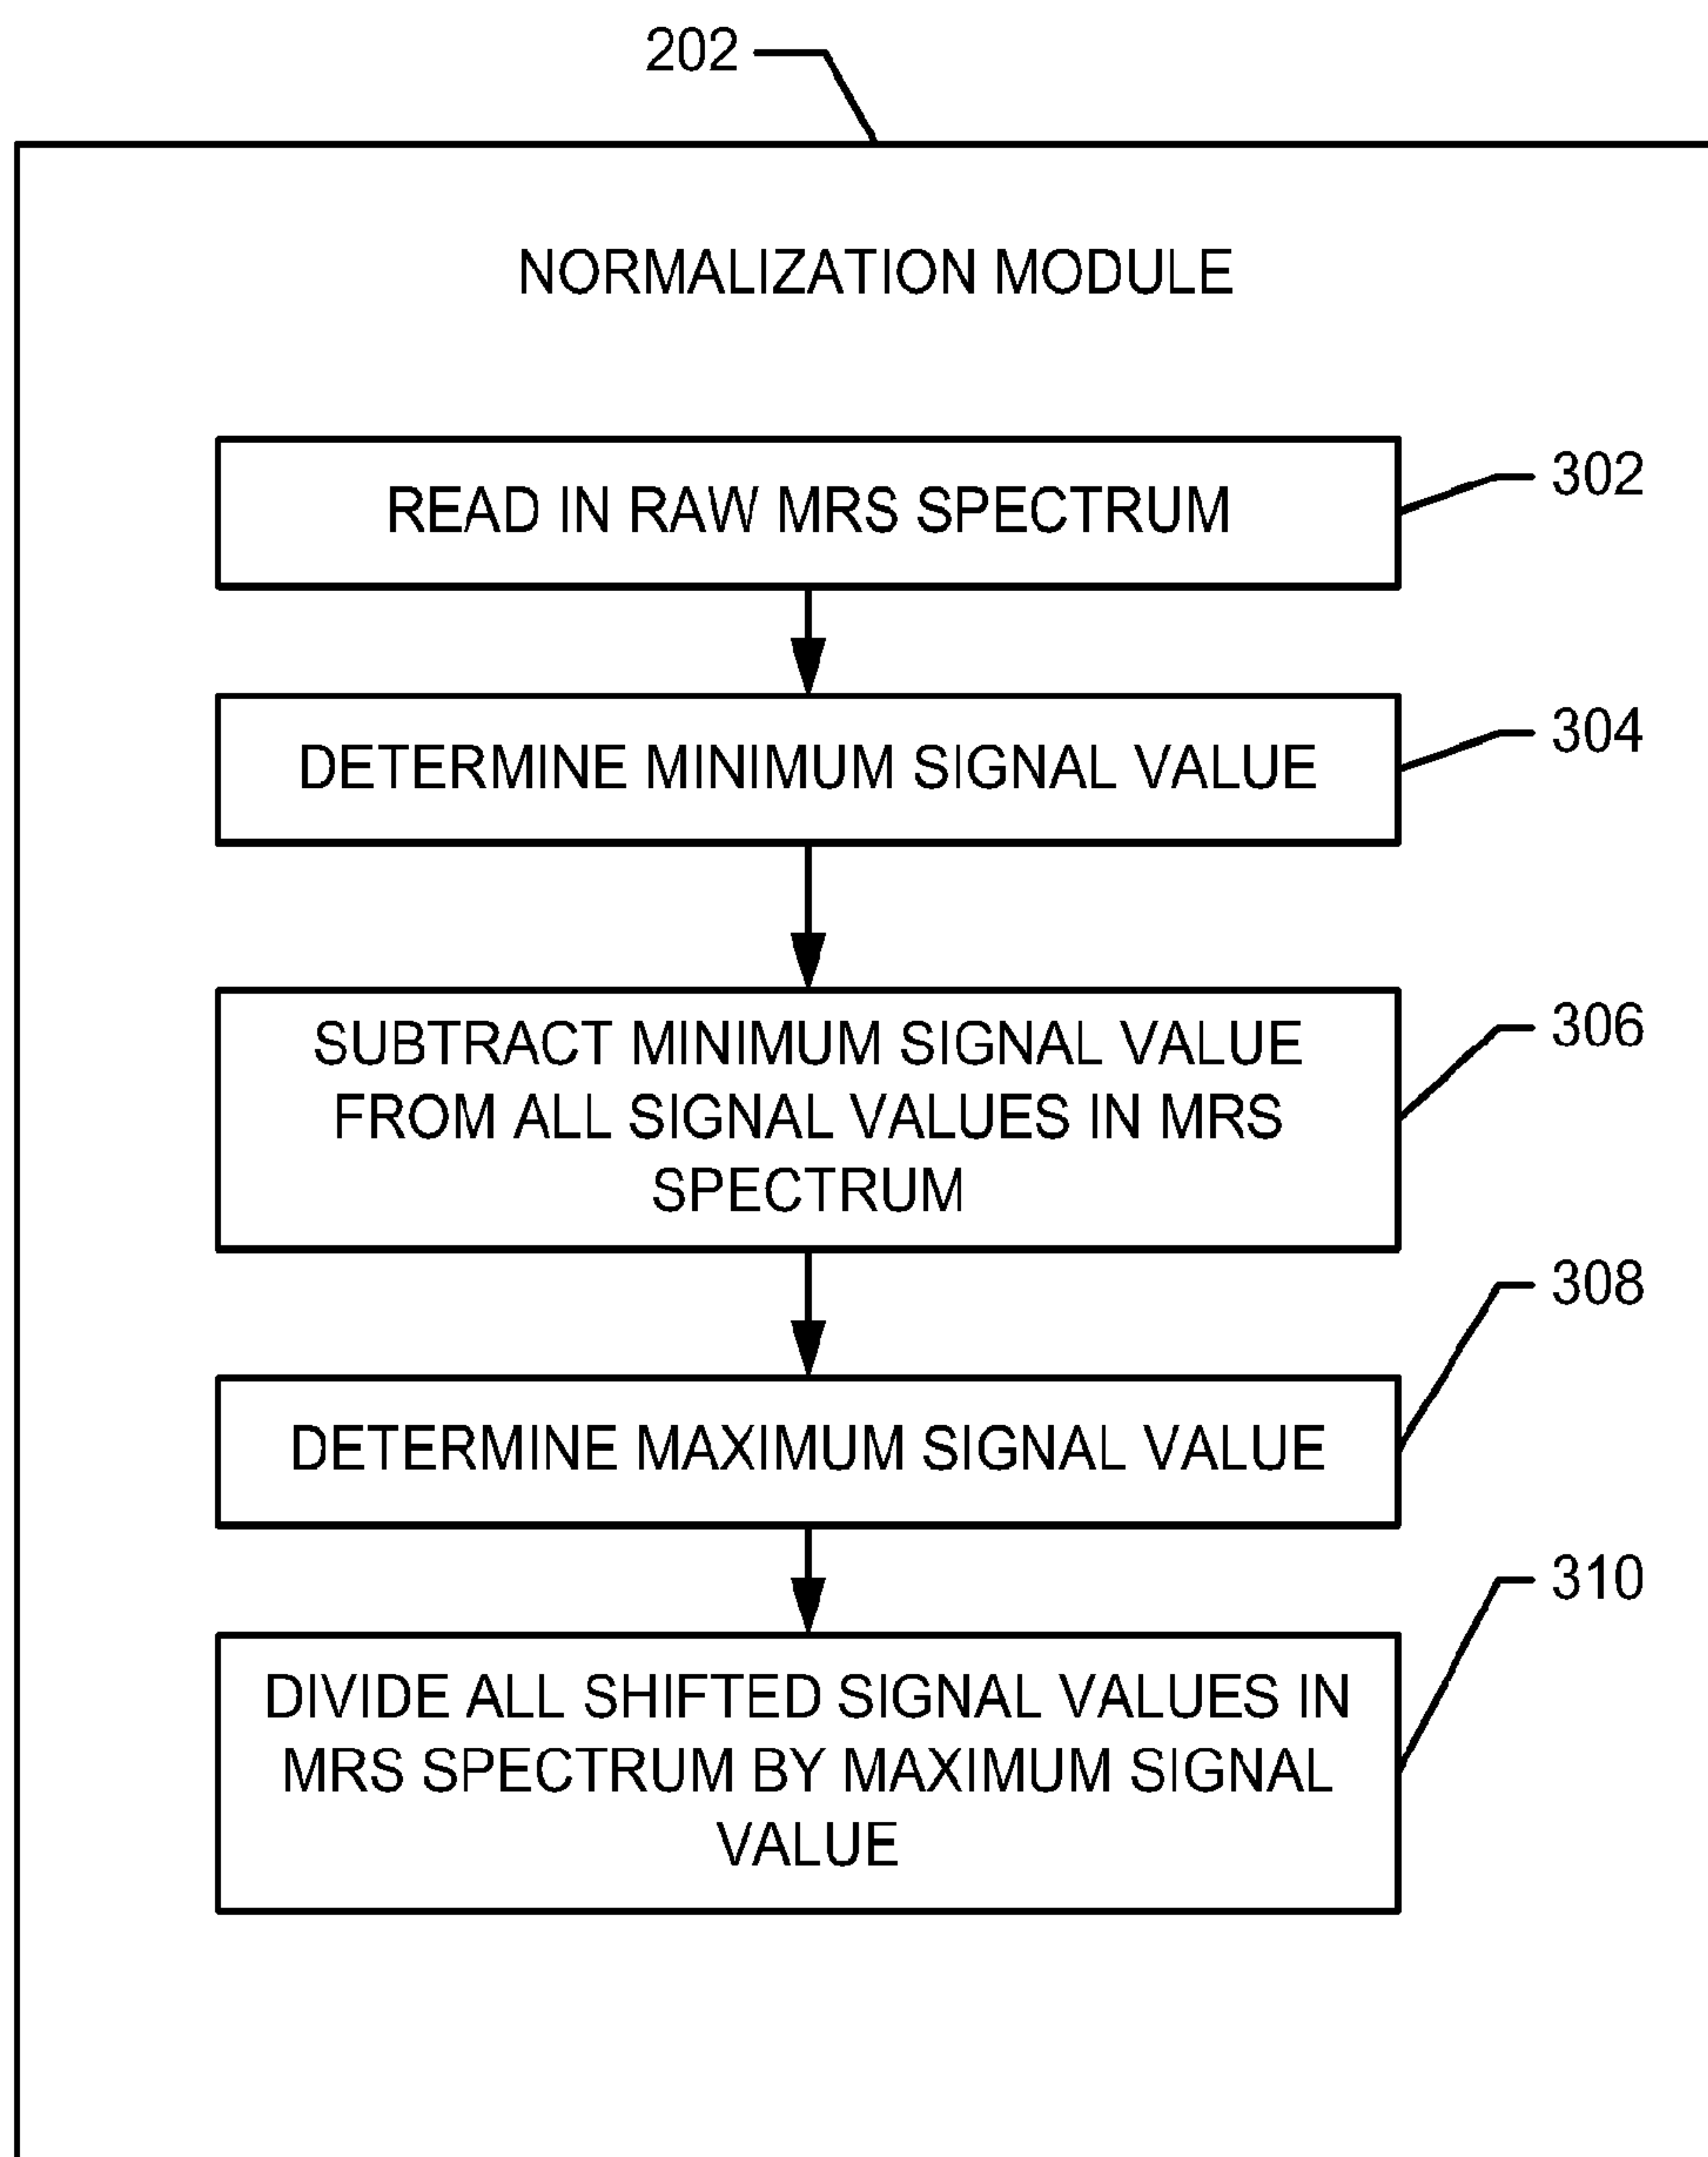 202
NORMALIZATION MODULE
READ IN RAW MRS SPECTRUM
302
DETERMINE MINIMUM SIGNAL VALUE
304
SUBTRACT MINIMUM SIGNAL VALUE
FROM ALL SIGNAL VALUES IN MRS
SPECTRUM
306
DETERMINE MAXIMUM SIGNAL VALUE
308
DIVIDE ALL SHIFTED SIGNAL VALUES IN
MRS SPECTRUM BY MAXIMUM SIGNAL
VALUE
310